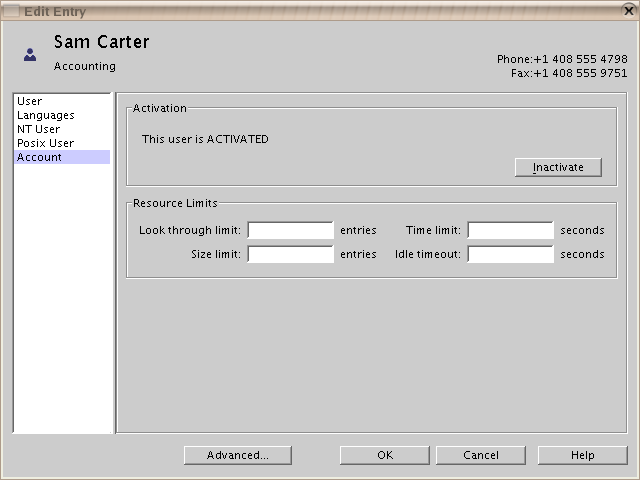 Edit Entry
Sam Carter
Accounting
Phone:+1 408 555 4798
Fax:+1 408 555 9751
User
Languages
NT User
Posix User
Account
Activation
This user is ACTIVATED
Inactivate
Resource Limits
Look through limit: entries Time limit: seconds
Size limit: entries Idle timeout: seconds
Advanced... OK Cancel Help